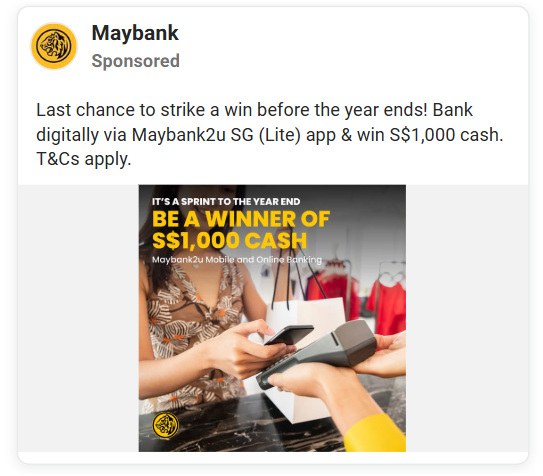 Maybank
Sponsored
Last chance to strike a win before the year ends! Bank
digitally via Maybank2u SG (Lite) app & win S$1,000 cash.
T&Cs apply.
IT'S A SPRINT TO THE YEAR END
BE A WINNER OF
S$1,000 CASH
Maybank2u Mobile and Online Banking